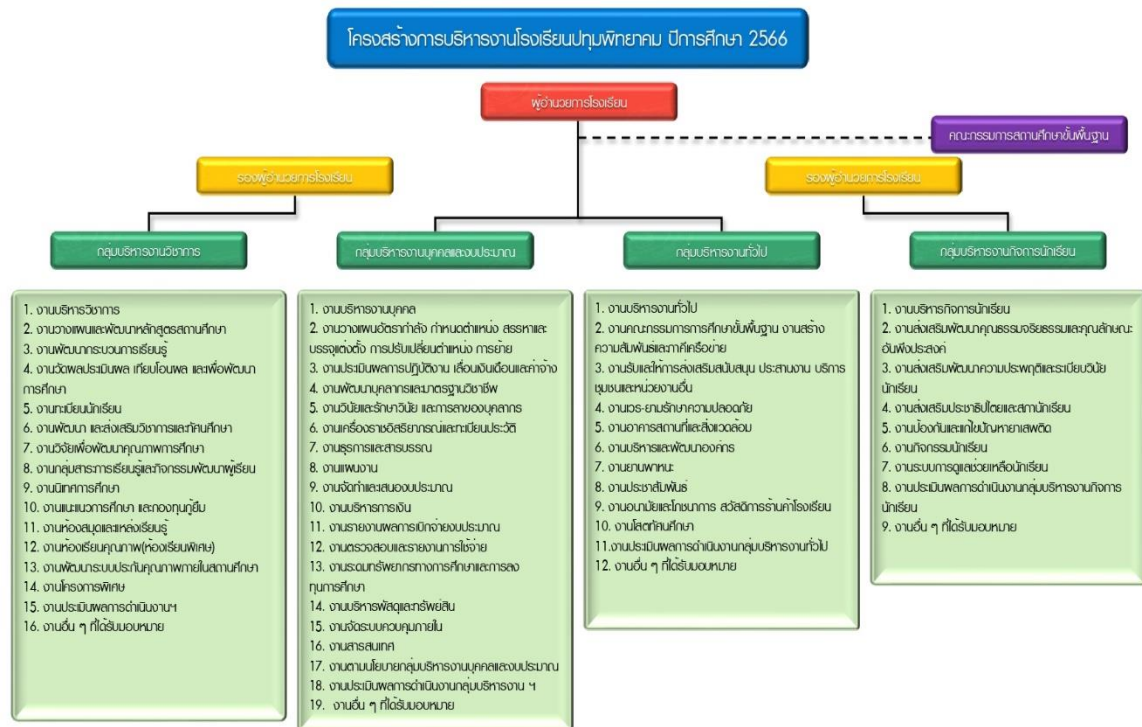 โครงสร้างการบริหารงานโรงเรียนปทุมพิทยาคม ปีการศึกษา 2566
ผู้อำนวยการโรงเรียน
คณะกรรมการสถานศึกษาขั้นพื้นฐาน
รองผู้อำนวยการโรงเรียน
รองผู้อำนวยการโรงเรียน
กลุ่มบริหารงานวิชาการ
กลุ่มบริหารงานบุคคลและงบประมาณ
กลุ่มบริหารงานทั่วไป
กลุ่มบริหารงานกิจการนักเรียน
1. งานบริหารวิชาการ
2. งานวางแผนและพัฒนาหลักสูตรสถานศึกษา
3. งานพัฒนากระบวนการเรียนรู้
4. งานวัดผลประเมินผล เทียบโอนผล และเพื่อพัฒนา
การศึกษา
5. งานทะเบียนนักเรียน
6. งานพัฒนา และส่งเสริมวิชาการและทัศนศึกษา
7. งานวิจัยเพื่อพัฒนาคุณภาพการศึกษา
8. งานกลุ่มสาระการเรียนรู้และกิจกรรมพัฒนาผู้เรียน
9. งานนิเทศการศึกษา
10. งานแนะแนวการศึกษา และกองทุนกู้ยืม
11. งานห้องสมุดและแหล่งเรียนรู้
12. งานห้องเรียนคุณภาพ(ห้องเรียนพิเศษ)
13. งานพัฒนาระบบประกันคุณภาพภายในสถานศึกษา
14. งานโครงการพิเศษ
15. งานประเมินผลการดำเนินงานฯ
16. งานอื่น ๆ ที่ได้รับมอบหมาย
1. งานบริหารงานบุคคล
2. งานวางแผนอัตรากำลัง กำหนดตำแหน่ง สรรหาและ
บรรจุแต่งตั้ง การปรับเปลี่ยนตำแหน่ง การย้าย
3. งานประเมินผลการปฏิบัติงาน เลื่อนเงินเดือนและค่าจ้าง
4. งานพัฒนาบุคลากรและมาตรฐานวิชาชีพ
5. งานวินัยและรักษาวินัย และการลาของบุคลากร
6. งานเครื่องราชอิสริยาภรณ์และทะเบียนประวัติ
7. งานธุรการและสารบรรณ
8. งานแผนงาน
9. งานจัดทำและเสนองบประมาณ
10. งานบริหารการเงิน
11. งานรายงานผลการเบิกจ่ายงบประมาณ
12. งานตรวจสอบและรายงานการใช้จ่าย
13. งานระดมทรัพยากรทางการศึกษาและการลง
ทุนการศึกษา
14. งานบริหารพัสดุและทรัพย์สิน
15. งานจัดระบบควบคุมภายใน
16. งานสารสนเทศ
17. งานตามนโยบายกลุ่มบริหารงานบุคคลและงบประมาณ
18. งานประเมินผลการดำเนินงานกลุ่มบริหารงาน ฯ
19. งานอื่น ๆ ที่ได้รับมอบหมาย
1. งานบริหารงานทั่วไป
2. งานคณะกรรมการการศึกษาขั้นพื้นฐาน งานสร้าง
ความสัมพันธ์และภาคีเครือข่าย
3. งานรับและให้การส่งเสริมสนับสนุน ประสานงาน บริการ
ชุมชนและหน่วยงานอื่น
4. งานเวร-ยามรักษาความปลอดภัย
5. งานอาคารสถานที่และสิ่งแวดล้อม
6. งานบริหารและพัฒนาองค์กร
7. งานยานพาหนะ
8. งานประชาสัมพันธ์
9. งานอนามัยและโภชนาการ สวัสดิการร้านค้าโรงเรียน
10. งานโสตทัศนศึกษา
11.งานประเมินผลการดำเนินงานกลุ่มบริหารงานทั่วไป
12. งานอื่น ๆ ที่ได้รับมอบหมาย
1. งานบริหารกิจการนักเรียน
2. งานส่งเสริมพัฒนาคุณธรรมจริยธรรมและคุณลักษณะ
อันพึงประสงค์
3. งานส่งเสริมพัฒนาความประพฤติและระเบียบวินัย
นักเรียน
4. งานส่งเสริมประชาธิปไตยและสภานักเรียน
5. งานป้องกันและแก้ไขปัญหายาเสพติด
6. งานกิจกรรมนักเรียน
7. งานระบบการดูแลช่วยเหลือนักเรียน
8. งานประเมินผลการดำเนินงานกลุ่มบริหารงานกิจการ
นักเรียน
9. งานอื่น ๆ ที่ได้รับมอบหมาย